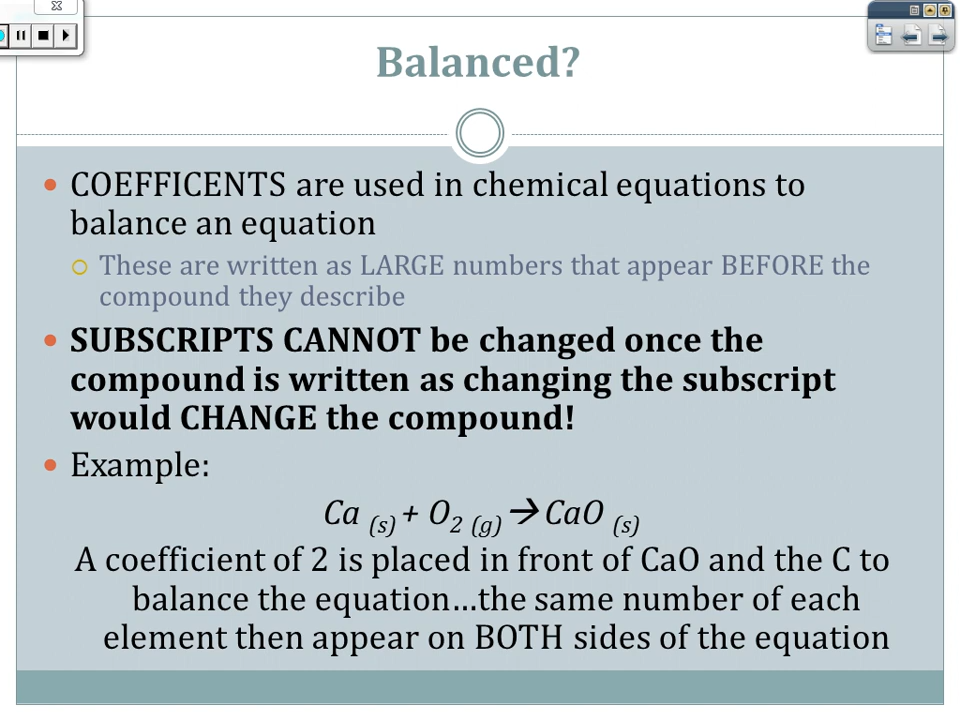 Balanced?
• COEFFICENTS are used in chemical equations to
balance an equation
○ These are written as LARGE numbers that appear BEFORE the
compound they describe
• SUBSCRIPTS CANNOT be changed once the
compound is written as changing the subscript
would CHANGE the compound!
• Example:
Ca (s) + O2 (g) → CaO (s)
A coefficient of 2 is placed in front of CaO and the C to
balance the equation…the same number of each
element then appear on BOTH sides of the equation